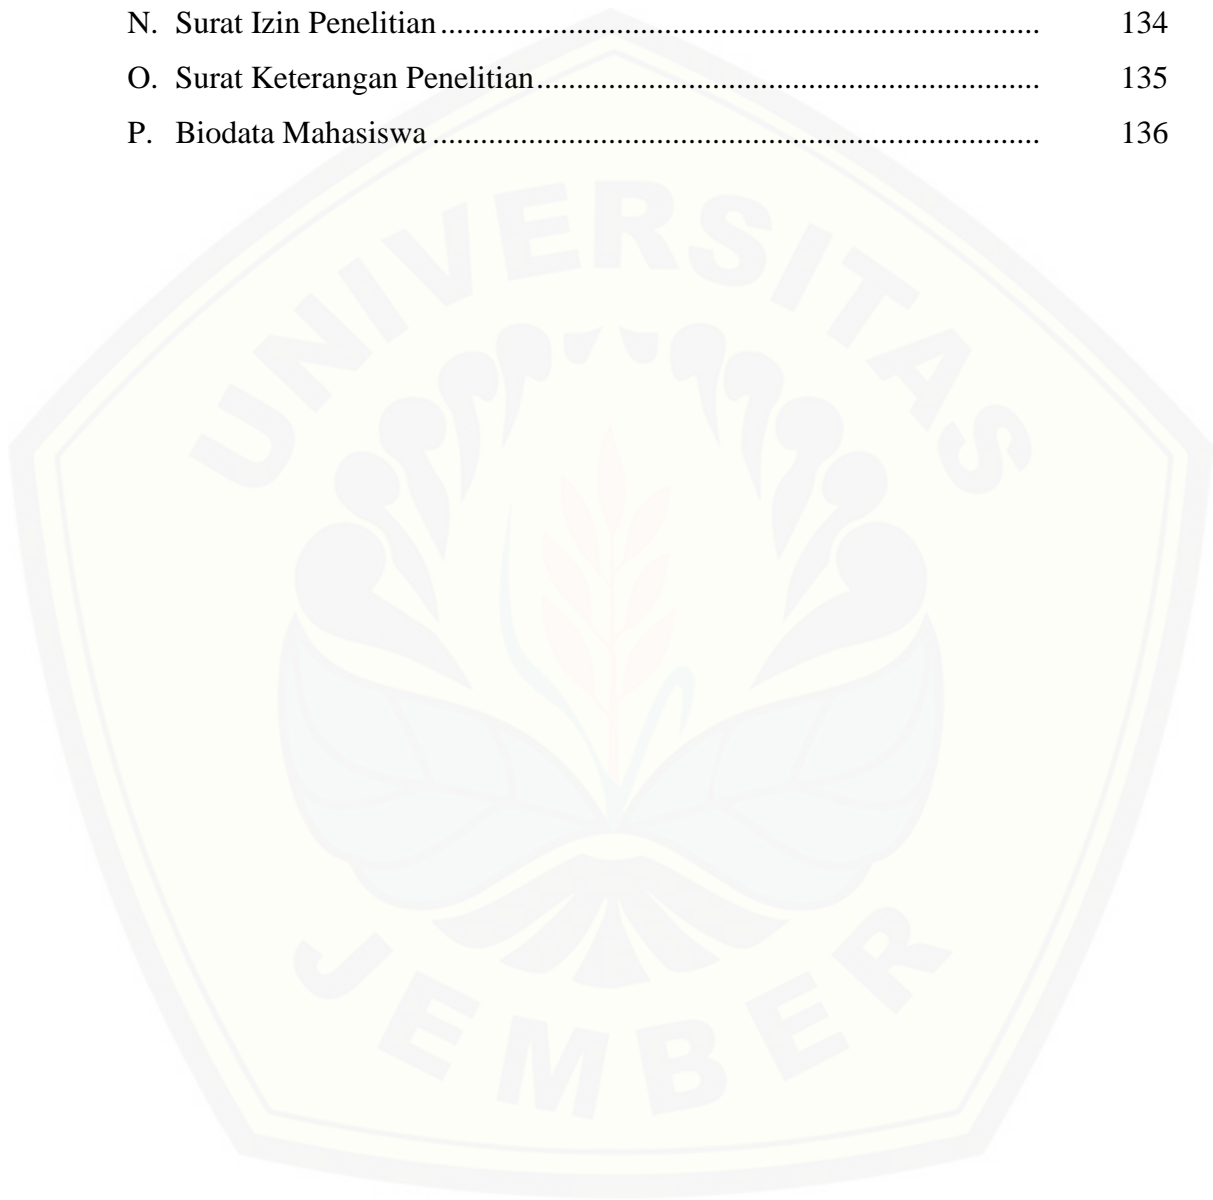 N. Surat Izin Penelitian ........................................................................... 134
O. Surat Keterangan Penelitian ............................................................... 135
P. Biodata Mahasiswa ............................................................................ 136
UNIVERSITAS
JEMBER